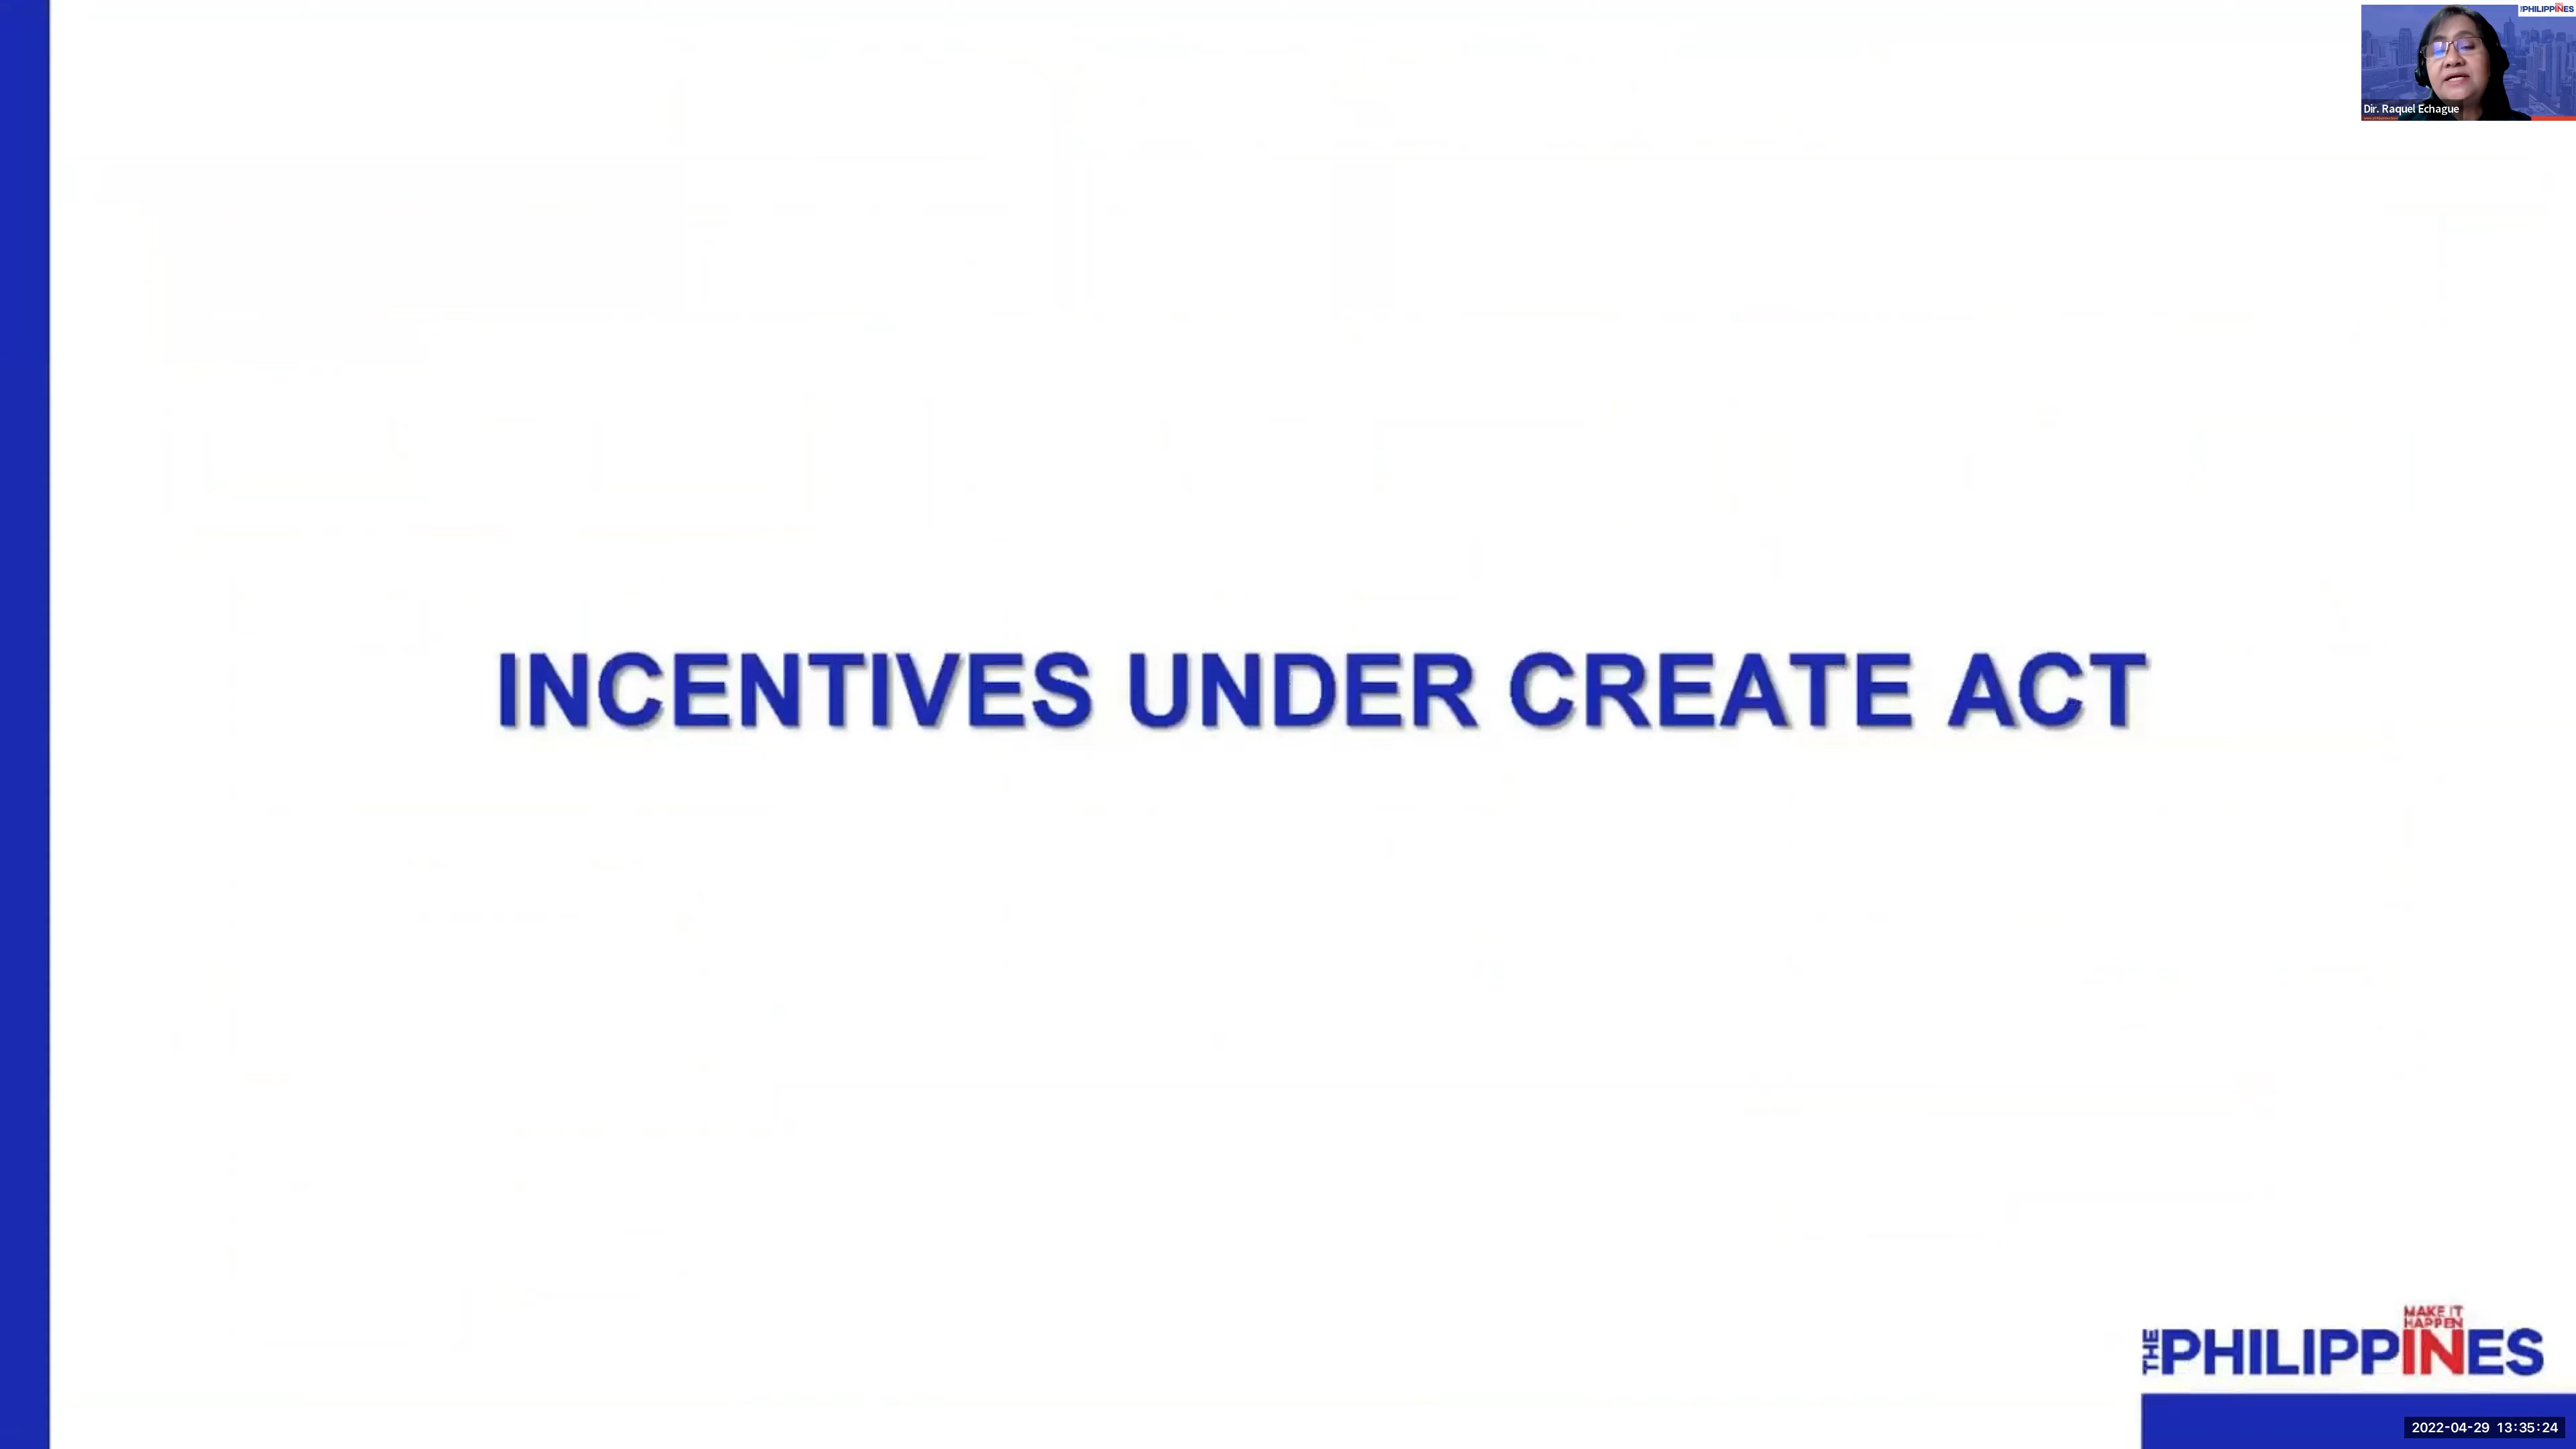 THE PHILIPPINES
Dir. Raquel Echague
INCENTIVES UNDER CREATE ACT
MAKE IT
HAPPEN
THE PHILIPPINES
2022-04-29 13:35:24